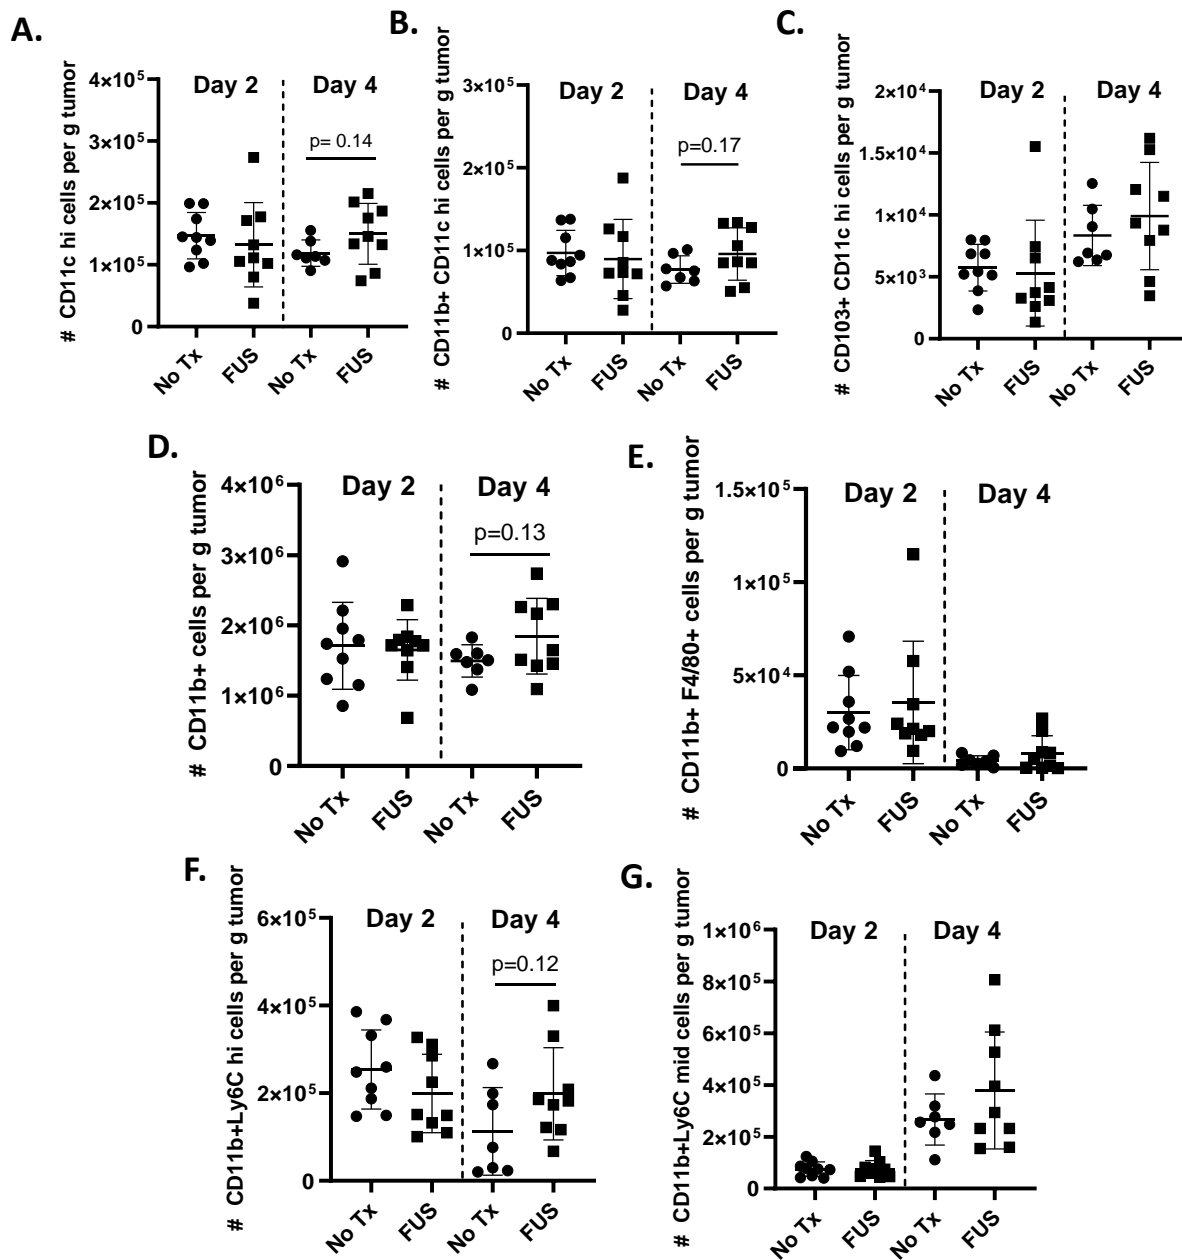 A.
# CD11c hi cells per g tumor
4×10⁵
3×10⁵
2×10⁵
1×10⁵
0
Day 2
Day 4
p= 0.14
No Tx
FUS
No Tx
FUS
B.
# CD11b+ CD11c hi cells per g tumor
3×10⁵
2×10⁵
1×10⁵
0
Day 2
Day 4
p=0.17
No Tx
FUS
No Tx
FUS
C.
# CD103+ CD11c hi cells per g tumor
2×10⁴
1.5×10⁴
1×10⁴
5×10³
0
Day 2
Day 4
No Tx
FUS
No Tx
FUS
D.
# CD11b+ cells per g tumor
4×10⁶
3×10⁶
2×10⁶
1×10⁶
0
Day 2
Day 4
p=0.13
No Tx
FUS
No Tx
FUS
E.
# CD11b+ F4/80+ cells per g tumor
1.5×10⁵
1×10⁵
5×10⁴
0
Day 2
Day 4
No Tx
FUS
No Tx
FUS
F.
# CD11b+Ly6C hi cells per g tumor
6×10⁵
4×10⁵
2×10⁵
0
Day 2
Day 4
p=0.12
No Tx
FUS
No Tx
FUS
G.
# CD11b+Ly6C mid cells per g tumor
1×10⁶
8×10⁵
6×10⁵
4×10⁵
2×10⁵
0
Day 2
Day 4
No Tx
FUS
No Tx
FUS